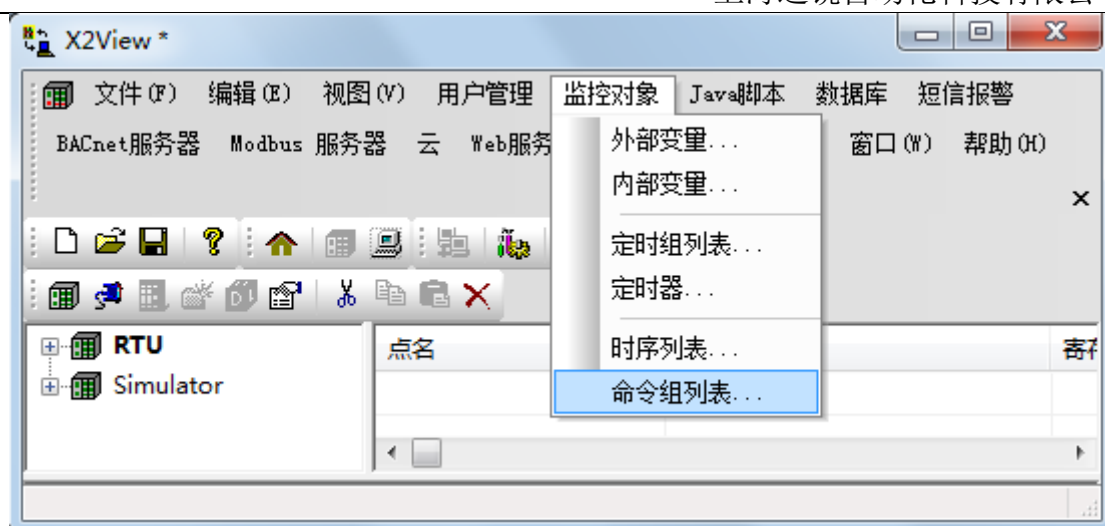 X2View *
文件(F) 编辑(E) 视图(V) 用户管理 监控对象 Java脚本 数据库 短信报警
BACnet服务器 Modbus 服务器 云 Web服务 窗口(W) 帮助(H)
外部变量...
内部变量...
定时组列表...
定时器...
时序列表...
命令组列表...
RTU
Simulator
点名 寄存